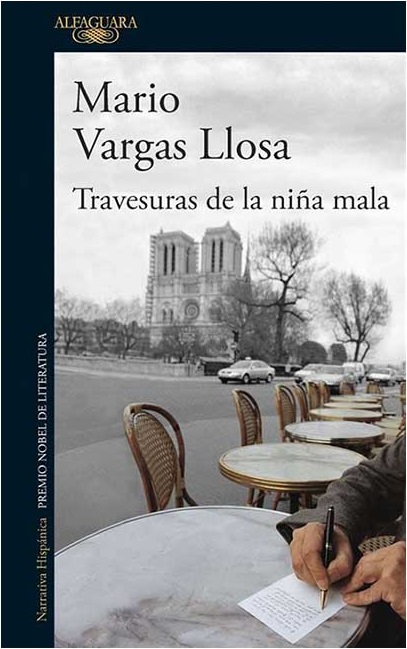 ALFAGUARA
Mario
Vargas Llosa
Travesuras de la niña mala
Narrativa Hispánica PREMIO NOBEL DE LITERATURA